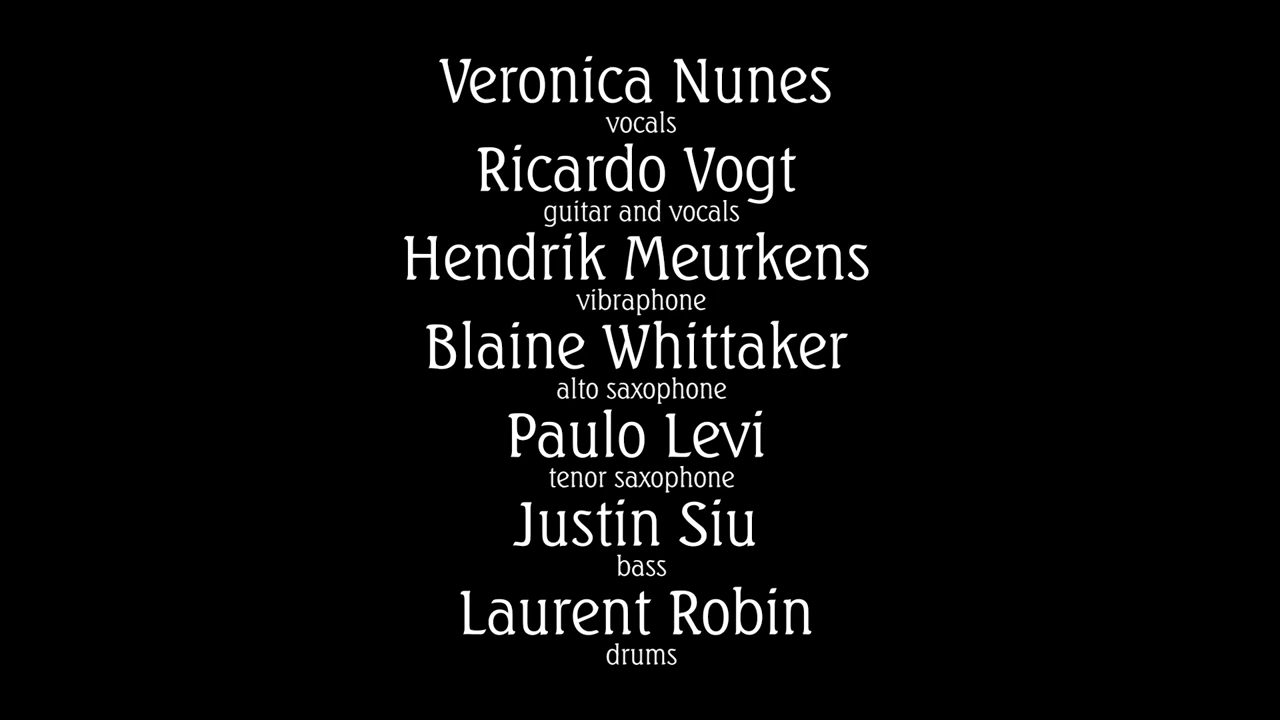 Veronica Nunes
vocals
Ricardo Vogt
guitar and vocals
Hendrik Meurkens
vibraphone
Blaine Whittaker
alto saxophone
Paulo Levi
tenor saxophone
Justin Siu
bass
Laurent Robin
drums